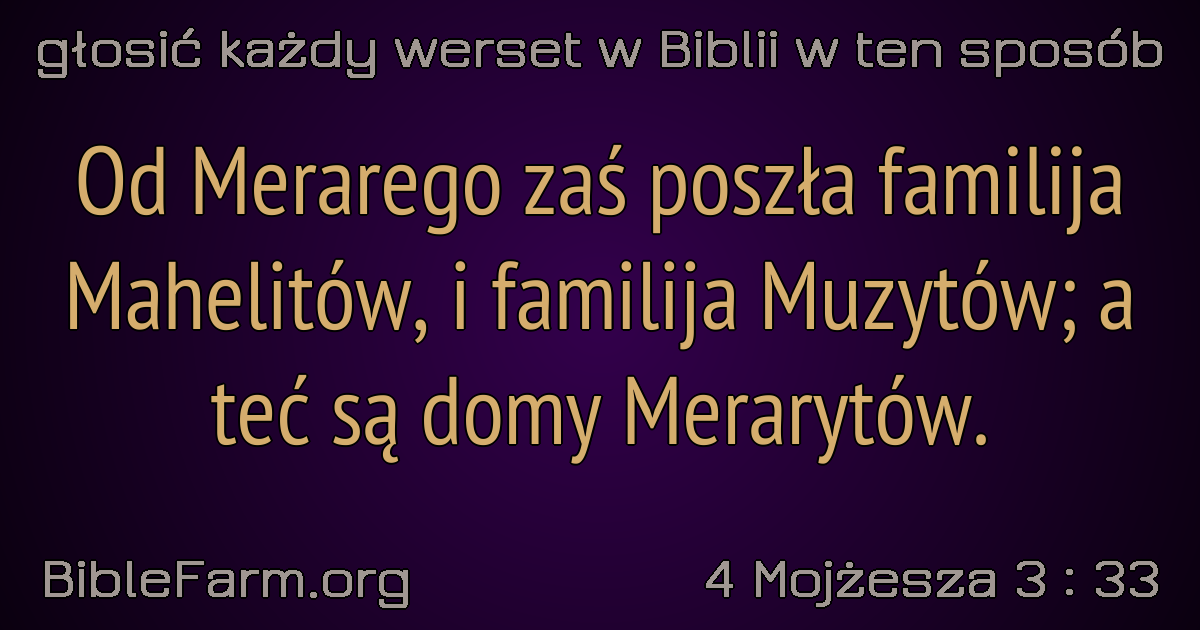 głosić każdy werset w Biblii w ten sposób
Od Merarego zaś poszła familija
Mahelitów, i familija Muzytów; a
teć są domy Merarytów.
BibleFarm.org
4 Mojżesza 3 : 33